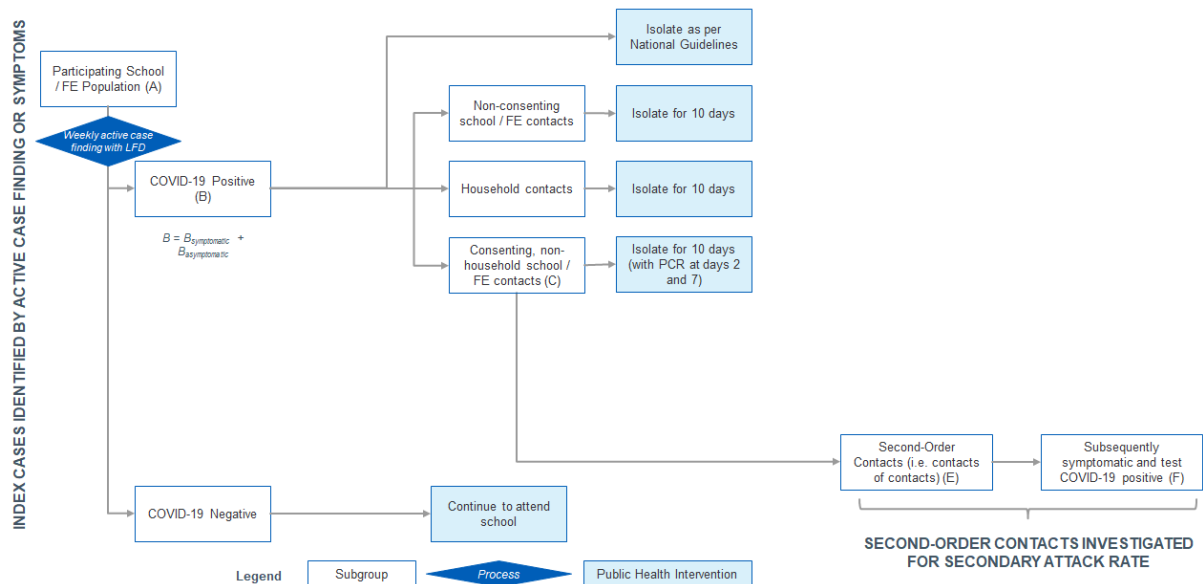 INDEX CASES IDENTIFIED BY ACTIVE CASE FINDING OR SYMPTOMS
Participating School
/ FE Population (A)
Weekly active case
finding with LFD
COVID-19 Positive
(B)
B = Bsymptomatic +
Basymptomatic
Isolate as per
National Guidelines
Non-consenting
school / FE contacts
Isolate for 10 days
Household contacts
Isolate for 10 days
Consenting, non-
household school /
FE contacts (C)
Isolate for 10 days
(with PCR at days 2
and 7)
Second-Order
Contacts (i.e. contacts
of contacts) (E)
Subsequently
symptomatic and test
COVID-19 positive (F)
COVID-19 Negative
Continue to attend
school
SECOND-ORDER CONTACTS INVESTIGATED
FOR SECONDARY ATTACK RATE
Legend
Subgroup
Process
Public Health Intervention